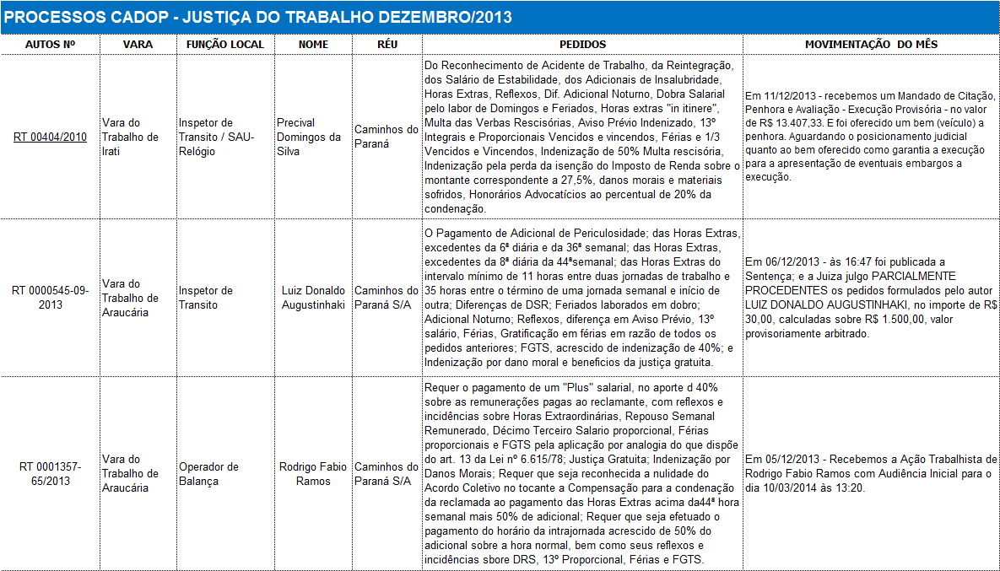 PROCESSOS CADOP - JUSTIÇA DO TRABALHO DEZEMBRO/2013
AUTOS Nº VARA FUNÇÃO LOCAL NOME RÉU PEDIDOS MOVIMENTAÇÃO DO MÊS
RT 00404/2010
Vara do
Trabalho de
Irati
Inspetor de
Transito / SAU-
Relógio
Precival
Domingos da
Silva
Caminhos do
Paraná
Do Reconhecimento de Acidente de Trabalho, da Reintegração,
dos Salário de Estabilidade, dos Adicionais de Insalubridade,
Horas Extras, Reflexos, Dif. Adicional Noturno, Dobra Salarial
pelo labor de Domingos e Feriados, Horas extras "in itinere",
Multa das Verbas Rescisórias, Aviso Prévio Indenizado, 13º
Integrais e Proporcionais Vencidos e vincendos, Férias e 1/3
Vencidos e Vincendos, Indenização de 50% Multa rescisória,
Indenização pela perda da isenção do Imposto de Renda sobre o
montante correspondente a 27,5%, danos morais e materiais
sofridos, Honorários Advocatícios ao percentual de 20% da
condenação.
Em 11/12/2013 - recebemos um Mandado de Citação,
Penhora e Avaliação - Execução Provisória - no valor
de R$ 13.407,33. E foi oferecido um bem (veículo) a
penhora. Aguardando o posicionamento judicial
quanto ao bem oferecido como garantia a execução
para a apresentação de eventuais embargos a
execução.
RT 0000545-09-
2013
Vara do
Trabalho de
Araucária
Inspetor de
Transito
Luiz Donaldo
Augustinhaki
Caminhos do
Paraná S/A
O Pagamento de Adicional de Periculosidade; das Horas Extras,
excedentes da 6ª diária e da 36ª semanal; das Horas Extras,
excedentes da 8ª diária da 44ªsemanal; das Horas Extras do
intervalo mínimo de 11 horas entre duas jornadas de trabalho e
35 horas entre o término de uma jornada semanal e início de
outra; Diferenças de DSR; Feriados laborados em dobro;
Adicional Noturno; Reflexos, diferença em Aviso Prévio, 13º
salário, Férias, Gratificação em férias em razão de todos os
pedidos anteriores; FGTS, acrescido de indenização de 40%; e
Indenização por dano moral e beneficios da justiça gratuita.
Em 06/12/2013 - às 16:47 foi publicada a
Sentença; e a Juiza julgo PARCIALMENTE
PROCEDENTES os pedidos formulados pelo autor
LUIZ DONALDO AUGUSTINHAKI, no importe de R$
30,00, calculadas sobre R$ 1.500,00, valor
provisoriamente arbitrado.
RT 0001357-
65/2013
Vara do
Trabalho de
Araucária
Operador de
Balança
Rodrigo Fabio
Ramos
Caminhos do
Paraná S/A
Requer o pagamento de um "Plus" salarial, no aporte d 40%
sobre as remunerações pagas ao reclamante, com reflexos e
incidências sobre Horas Extraordinárias, Repouso Semanal
Remunerado, Décimo Terceiro Salario proporcional, Férias
proporcionais e FGTS pela aplicação por analogia do que dispõe
do art. 13 da Lei nº 6.615/78; Justiça Gratuita; Indenização por
Danos Morais; Requer que seja reconhecida a nulidade do
Acordo Coletivo no tocante a Compensação para a condenação
da reclamada ao pagamento das Horas Extras acima da44ª hora
semanal mais 50% de adicional; Requer que seja efetuado o
pagamento do horário da intrajornada acrescido de 50% do
adicional sobre a hora normal, bem como seus reflexos e
incidências sbore DRS, 13º Proporcional, Férias e FGTS.
Em 05/12/2013 - Recebemos a Ação Trabalhista de
Rodrigo Fabio Ramos com Audiência Inicial para o
dia 10/03/2014 às 13:20.